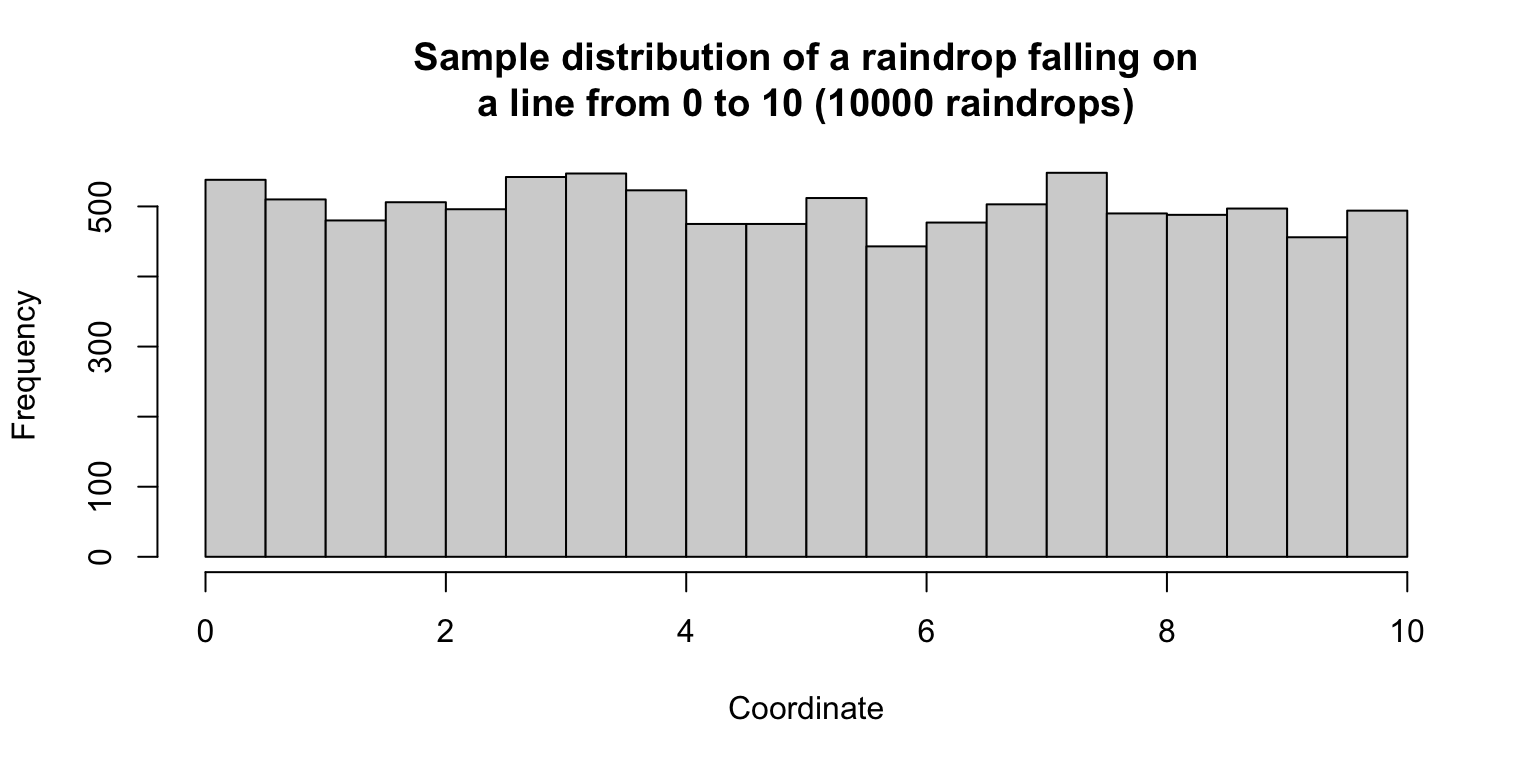 Sample distribution of a raindrop falling on
a line from 0 to 10 (10000 raindrops)
Frequency
500
300
100
0
0 2 4 6 8 10
Coordinate